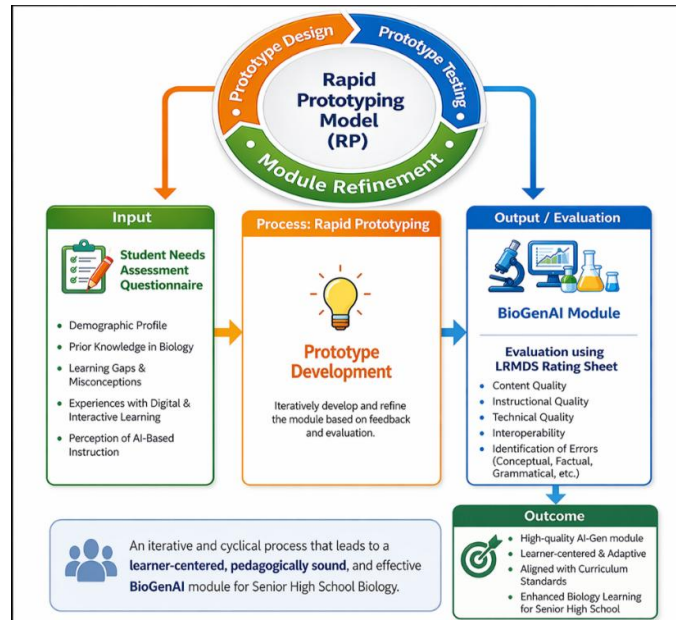 Prototype Design
Prototype Testing
Rapid
Prototyping
Model
(RP)
Module Refinement
Input
Student Needs
Assessment
Questionnaire
• Demographic Profile
• Prior Knowledge in Biology
• Learning Gaps &
Misconceptions
• Experiences with Digital &
Interactive Learning
• Perception of AI-Based
Instruction
Process: Rapid Prototyping
Prototype
Development
Iteratively develop and refine
the module based on feedback
and evaluation.
Output / Evaluation
BioGenAI Module
Evaluation using
LRMDS Rating Sheet
• Content Quality
• Instructional Quality
• Technical Quality
• Interoperability
• Identification of Errors
(Conceptual, Factual,
Grammatical, etc.)
An iterative and cyclical process that leads to a
learner-centered, pedagogically sound, and effective
BioGenAI module for Senior High School Biology.
Outcome
• High-quality AI-Gen module
• Learner-centered & Adaptive
• Aligned with Curriculum
Standards
• Enhanced Biology Learning
for Senior High School